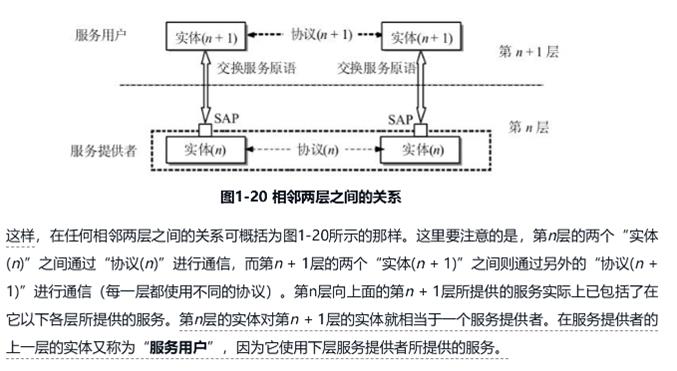 服务用户 实体(n + 1) 协议(n + 1) 实体(n + 1)
第 n + 1 层
交换服务原语 交换服务原语
SAP SAP
第 n 层
服务提供者 实体(n) 协议(n) 实体(n)
图1-20 相邻两层之间的关系
这样，在任何相邻两层之间的关系可概括为图1-20所示的那样。这里要注意的是，第n层的两个“实体
(n)”之间通过“协议(n)”进行通信，而第n + 1层的两个“实体(n + 1)”之间则通过另外的“协议(n +
1)”进行通信（每一层都使用不同的协议）。第n层向上面的第n + 1层所提供的服务实际上已包括了在
它以下各层所提供的服务。第n层的实体对第n + 1层的实体就相当于一个服务提供者。在服务提供者的
上一层的实体又称为“服务用户”，因为它使用下层服务提供者所提供的服务。